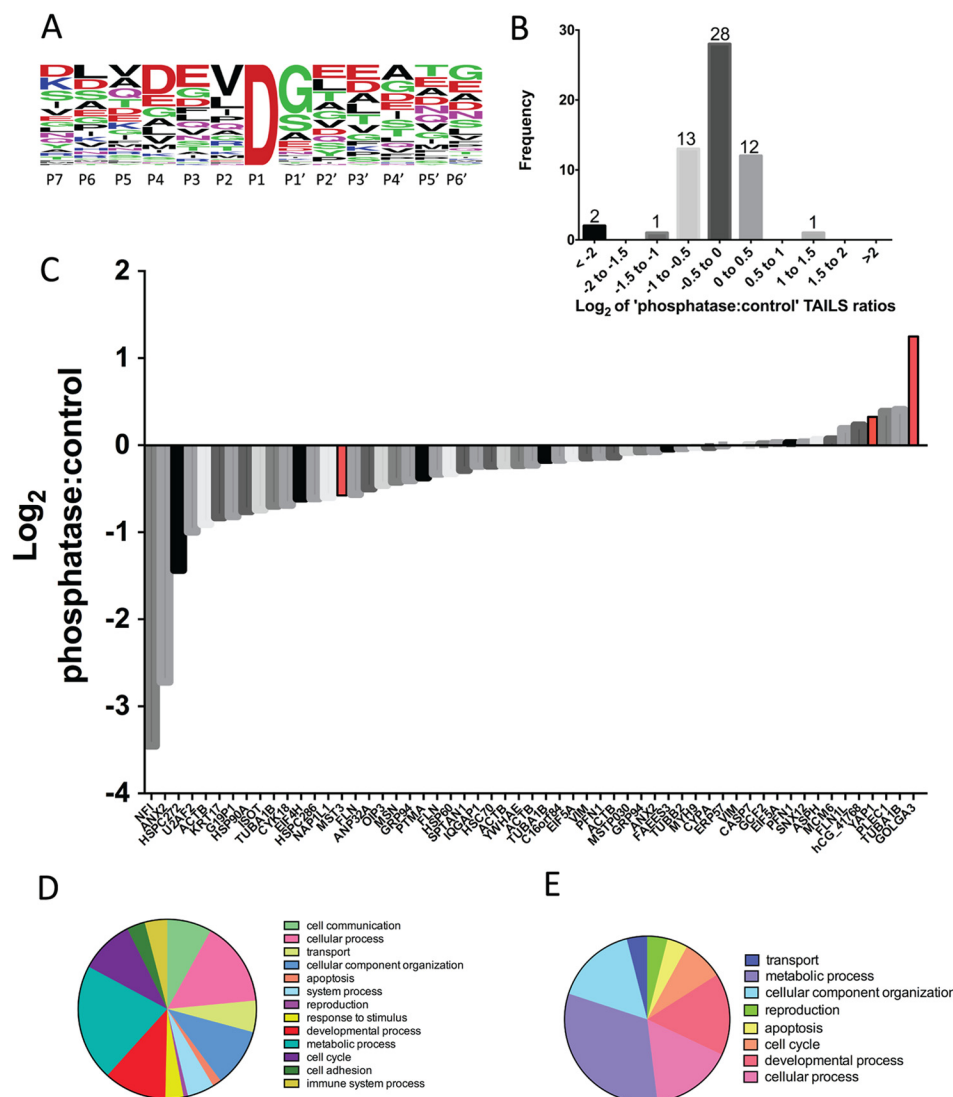 A
P7 P6 P5 P4 P3 P2 P1 P1’ P2’ P3’ P4’ P5’ P6’
B
Frequency
30
20
10
0
2
1
13
28
12
1
< -2
-2 to -1.5
-1.5 to -1
-1 to -0.5
-0.5 to 0
0 to 0.5
0.5 to 1
1 to 1.5
1.5 to 2
>2
Log2 of 'phosphatase:control' TAILS ratios
C
Log2
phosphatase:control
2
1
0
-1
-2
-3
-4
NFL
ANX2
HSPC272
U2AF2
ACTB
KRT17
G19P1
HSP90A
USOT
TUBA1B
CYK18
EIF4H
HSPC296
NAP1L1
MST3
FLN
ANP32A
OIP3
MSN
GRP94
PTMA
FLN
HSP60
SPTAN1
IQGAP1
HSC70
ACTB
YWHAE
ACTB
TUBA1B
C16orf84
EIF5A
VIM
PFN1
ACTB
MSTP030
GRP94
ANX2
FAEES3
TUBB2
MYH9
CYPA
ERP57
VIM
CASP7
GCF2
EIF5A
PFN1
SNX12
ASPH
MCM6
FLN1L
hCG_41768
YAP1
PLEC1
TUBA1B
GOLGA3
D
cell communication
cellular process
transport
cellular component organization
apoptosis
system process
reproduction
response to stimulus
developmental process
metabolic process
cell cycle
cell adhesion
immune system process
E
transport
metabolic process
cellular component organization
reproduction
apoptosis
cell cycle
developmental process
cellular process